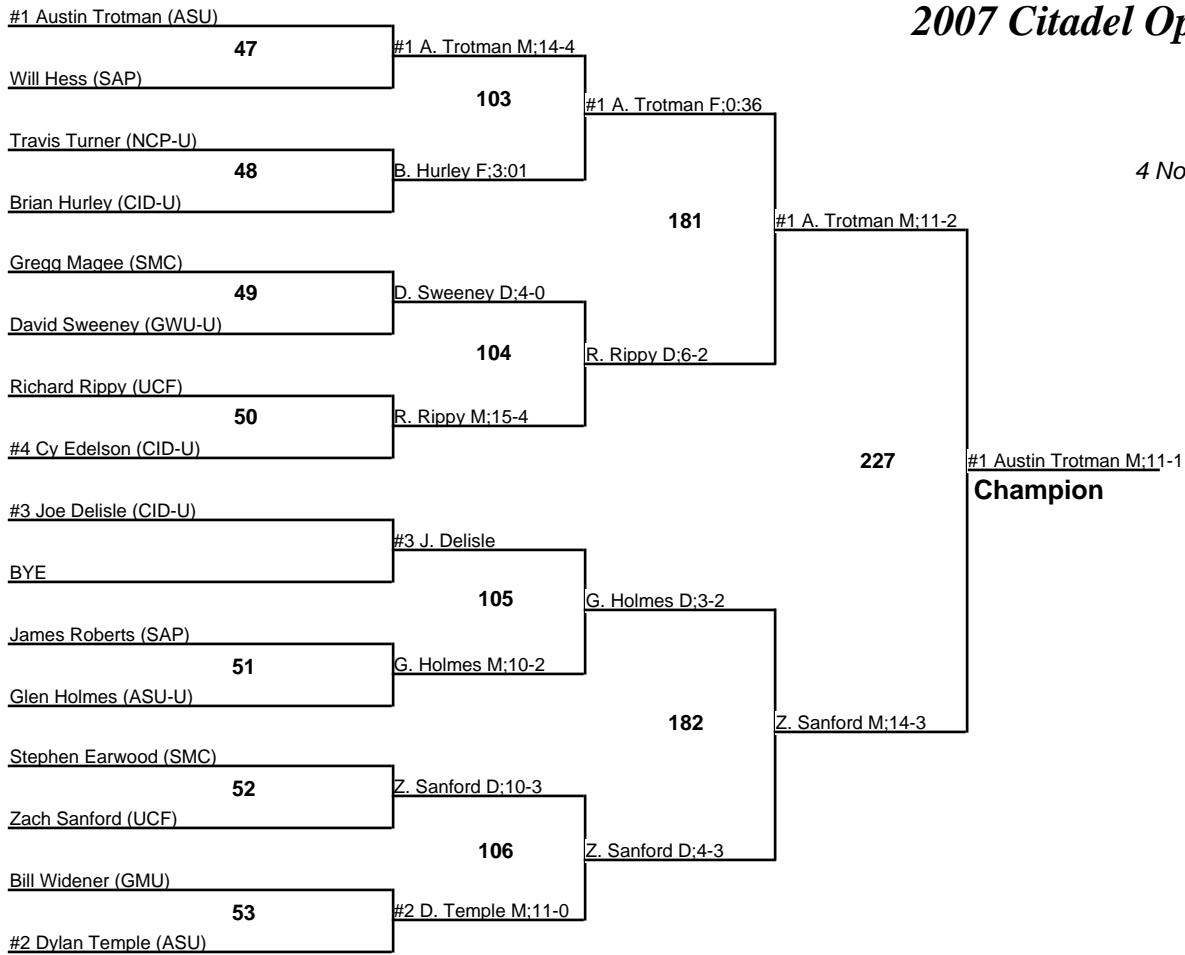 #1 Austin Trotman (ASU)
2007 Citadel Op
47
#1 A. Trotman M;14-4
Will Hess (SAP)
103
#1 A. Trotman F;0:36
Travis Turner (NCP-U)
48
B. Hurley F;3:01
4 No
Brian Hurley (CID-U)
181
#1 A. Trotman M;11-2
Gregg Magee (SMC)
49
D. Sweeney D;4-0
David Sweeney (GWU-U)
104
R. Rippy D;6-2
Richard Rippy (UCF)
50
R. Rippy M;15-4
#4 Cy Edelson (CID-U)
227
#1 Austin Trotman M;11-1
Champion
#3 Joe Delisle (CID-U)
#3 J. Delisle
BYE
105
G. Holmes D;3-2
James Roberts (SAP)
51
G. Holmes M;10-2
Glen Holmes (ASU-U)
182
Z. Sanford M;14-3
Stephen Earwood (SMC)
52
Z. Sanford D;10-3
Zach Sanford (UCF)
106
Z. Sanford D;4-3
Bill Widener (GMU)
53
#2 D. Temple M;11-0
#2 Dylan Temple (ASU)